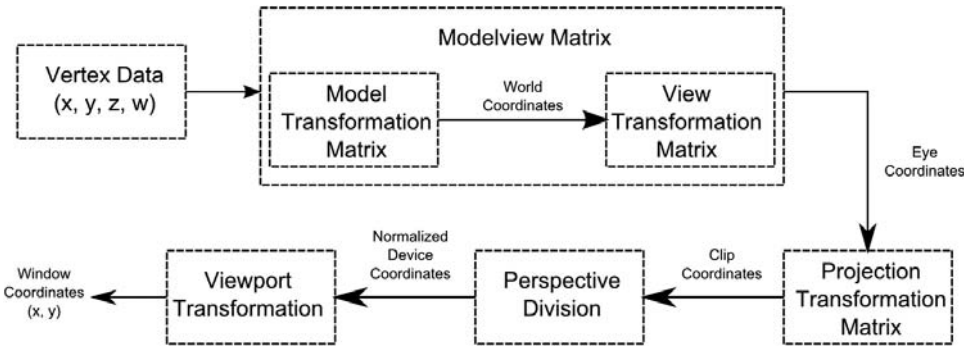 Modelview Matrix
Vertex Data
(x, y, z, w)
Model
Transformation
Matrix
World
Coordinates
View
Transformation
Matrix
Eye
Coordinates
Projection
Transformation
Matrix
Clip
Coordinates
Perspective
Division
Normalized
Device
Coordinates
Viewport
Transformation
Window
Coordinates
(x, y)